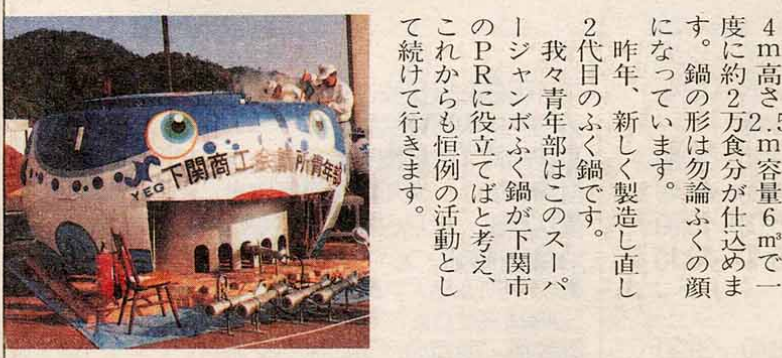 4m高さ2.5m容量6㎥で一
度に約2万食分が仕込めま
す。鍋の形は勿論ふくの顔
になっています。
昨年、新しく製造し直し
2代目のふく鍋です。
我々青年部はこのスーパ
ージャンボふく鍋が下関市
のPRに役立てばと考え、
これからも恒例の活動とし
て続けて行きます。
YEG 下関商工会議所青年部